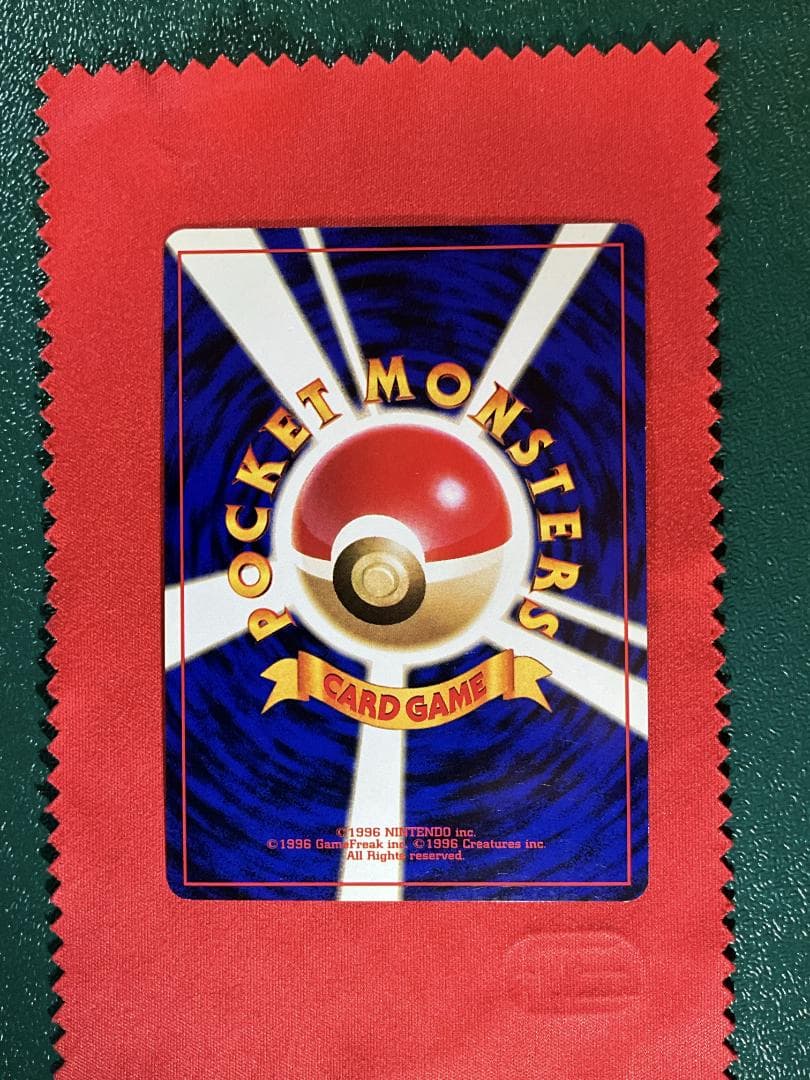 POCKET MONSTERS
CARD GAME
©1996 NINTENDO inc.
©1996 GameFreak inc. ©1996 Creatures inc.
All Rights reserved.